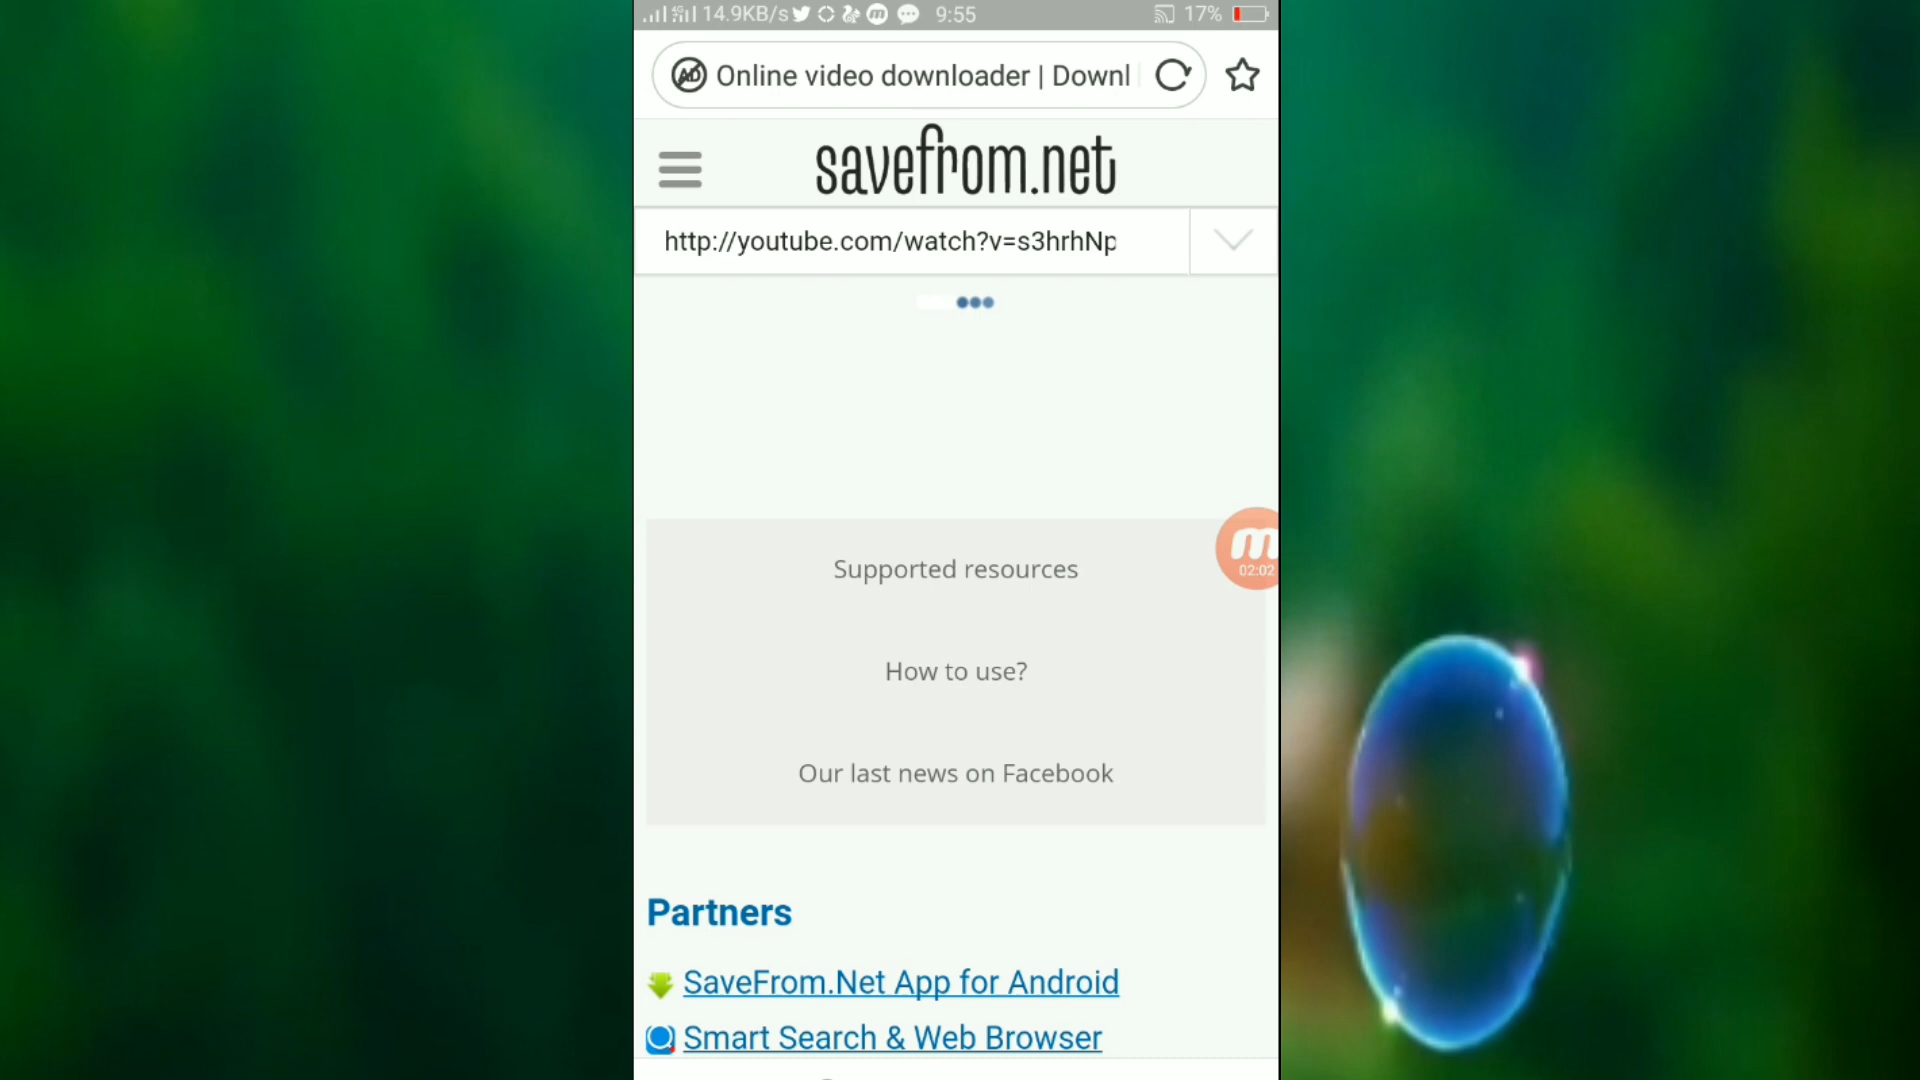 14.9KB/s 9:55 17%
Online video downloader | Downl
savefrom.net
http://youtube.com/watch?v=s3hrhNp
Supported resources
m
02:02
How to use?
Our last news on Facebook
Partners
SaveFrom.Net App for Android
Smart Search & Web Browser